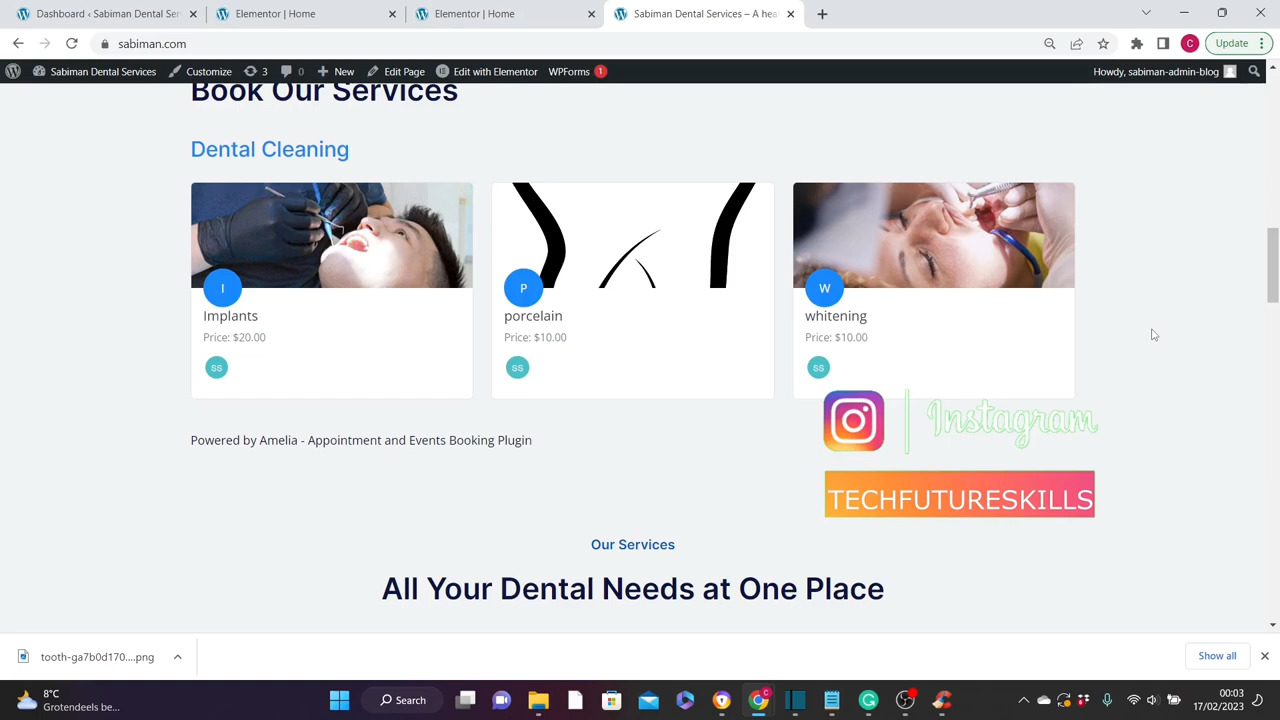 Dashboard ‹ Sabiman Dental Ser
Elementor | Home
Elementor | Home
Sabiman Dental Services – A hea
sabiman.com
C
Update
Sabiman Dental Services
Customize
3
0
New
Edit Page
Edit with Elementor
WPForms
1
Howdy, sabiman-admin-blog
Book Our Services
Dental Cleaning
I
P
W
Implants
porcelain
whitening
Price: $20.00
Price: $10.00
Price: $10.00
SS
SS
SS
Powered by Amelia - Appointment and Events Booking Plugin
Instagram
TECHFUTURESKILLS
Our Services
All Your Dental Needs at One Place
tooth-ga7b0d170....png
Show all
8°C
Grotendeels be...
Search
00:03
17/02/2023